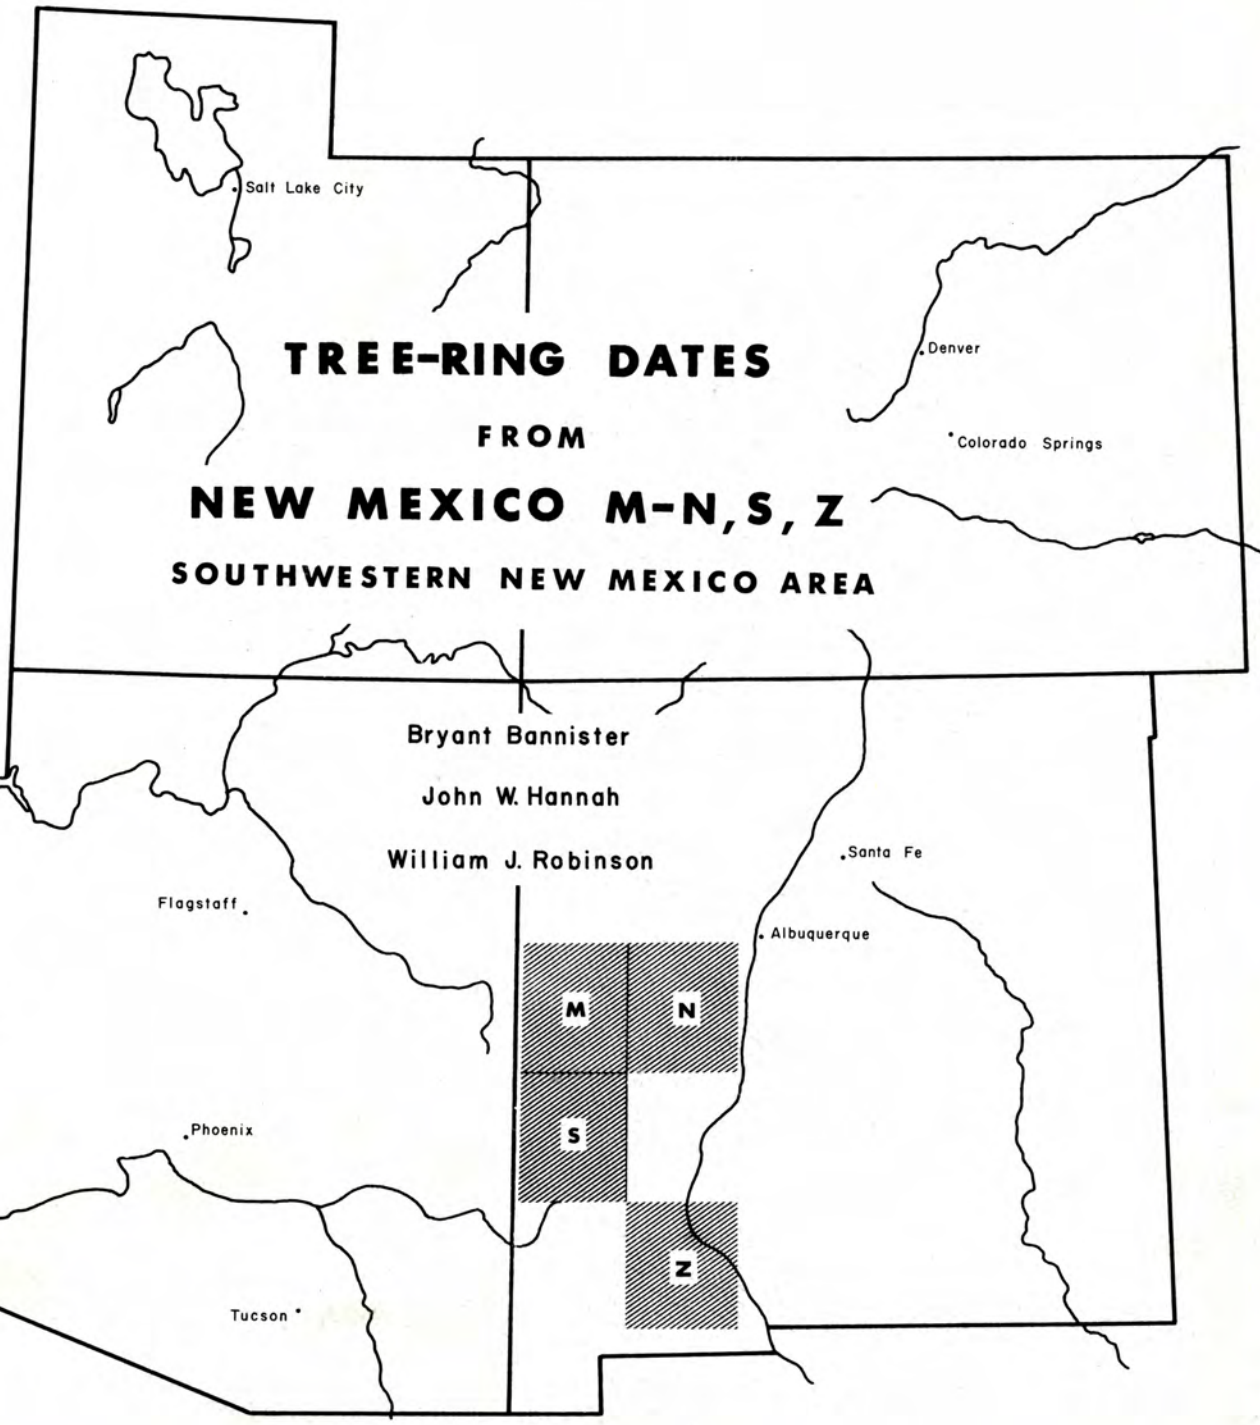 Salt Lake City
TREE-RING DATES
Denver
FROM
Colorado Springs
NEW MEXICO M-N, S, Z
SOUTHWESTERN NEW MEXICO AREA
Bryant Bannister
John W. Hannah
William J. Robinson
Santa Fe
Flagstaff
Albuquerque
M
N
Phoenix
S
Z
Tucson